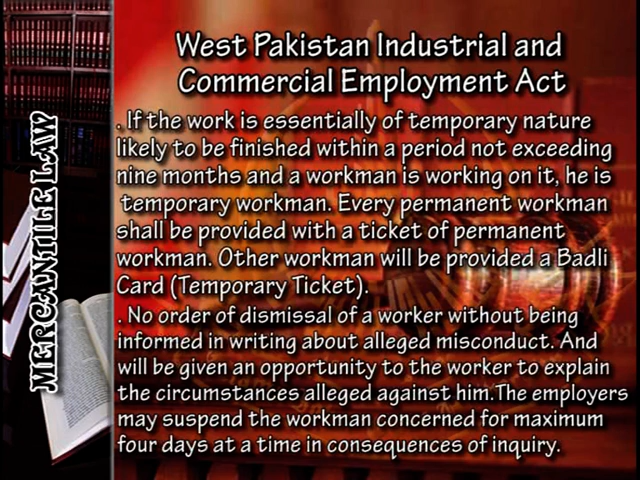 West Pakistan Industrial and
Commercial Employment Act
. If the work is essentially of temporary nature
likely to be finished within a period not exceeding
nine months and a workman is working on it, he is
temporary workman. Every permanent workman
shall be provided with a ticket of permanent
workman. Other workman will be provided a Badli
Card (Temporary Ticket).
. No order of dismissal of a worker without being
informed in writing about alleged misconduct. And
will be given an opportunity to the worker to explain
the circumstances alleged against him.The employers
may suspend the workman concerned for maximum
four days at a time in consequences of inquiry.
MERCANTILE LAW